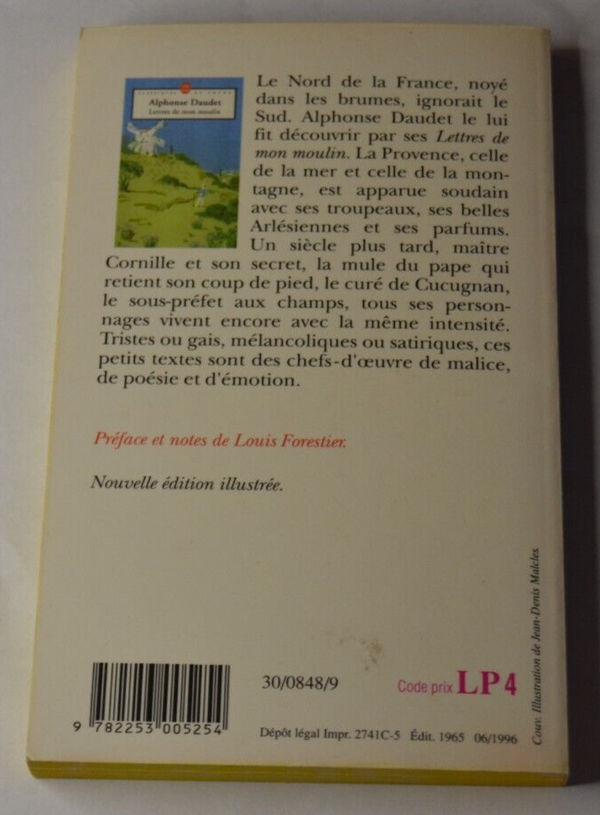 Alphonse Daudet
Lettres de mon moulin
Le Nord de la France, noyé
dans les brumes, ignorait le
Sud. Alphonse Daudet le lui
fit découvrir par ses Lettres de
mon moulin. La Provence, celle
de la mer et celle de la mon-
tagne, est apparue soudain
avec ses troupeaux, ses belles
Arlésiennes et ses parfums.
Un siècle plus tard, maître
Cornille et son secret, la mule du pape qui
retient son coup de pied, le curé de Cucugnan,
le sous-préfet aux champs, tous ses person-
nages vivent encore avec la même intensité.
Tristes ou gais, mélancoliques ou satiriques, ces
petits textes sont des chefs-d'œuvre de malice,
de poésie et d'émotion.
Préface et notes de Louis Forestier.
Nouvelle édition illustrée.
Couv. Illustration de Jean-Denis Malcles.
30/0848/9
Code prix LP 4
9 782253 005254
Dépôt légal Impr. 2741C-5 Édit. 1965 06/1996